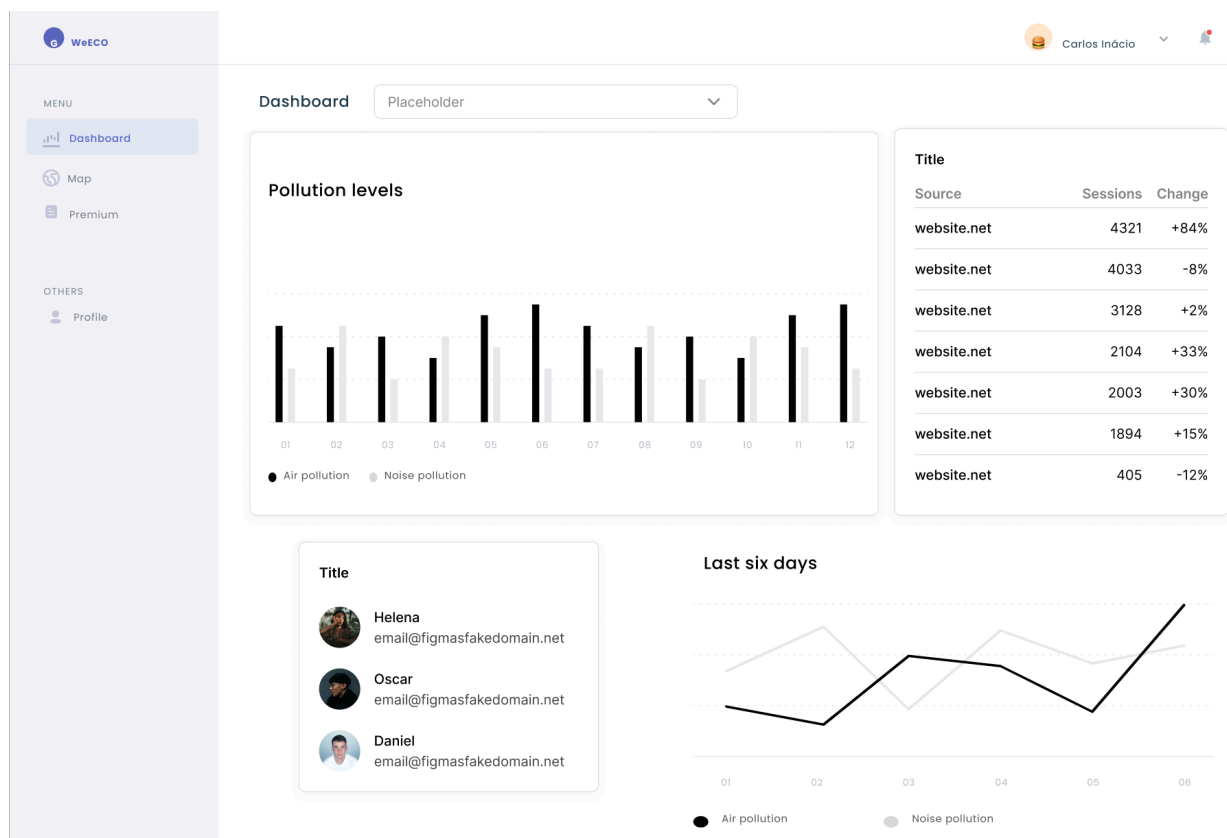 G WeECO
Carlos Inácio
MENU
Dashboard
Map
Premium
OTHERS
Profile
Dashboard
Placeholder
Pollution levels
01 02 03 04 05 06 07 08 09 10 11 12
Air pollution Noise pollution
Title
Source Sessions Change
website.net 4321 +84%
website.net 4033 -8%
website.net 3128 +2%
website.net 2104 +33%
website.net 2003 +30%
website.net 1894 +15%
website.net 405 -12%
Title
Helena
email@figmasfakedomain.net
Oscar
email@figmasfakedomain.net
Daniel
email@figmasfakedomain.net
Last six days
01 02 03 04 05 06
Air pollution Noise pollution